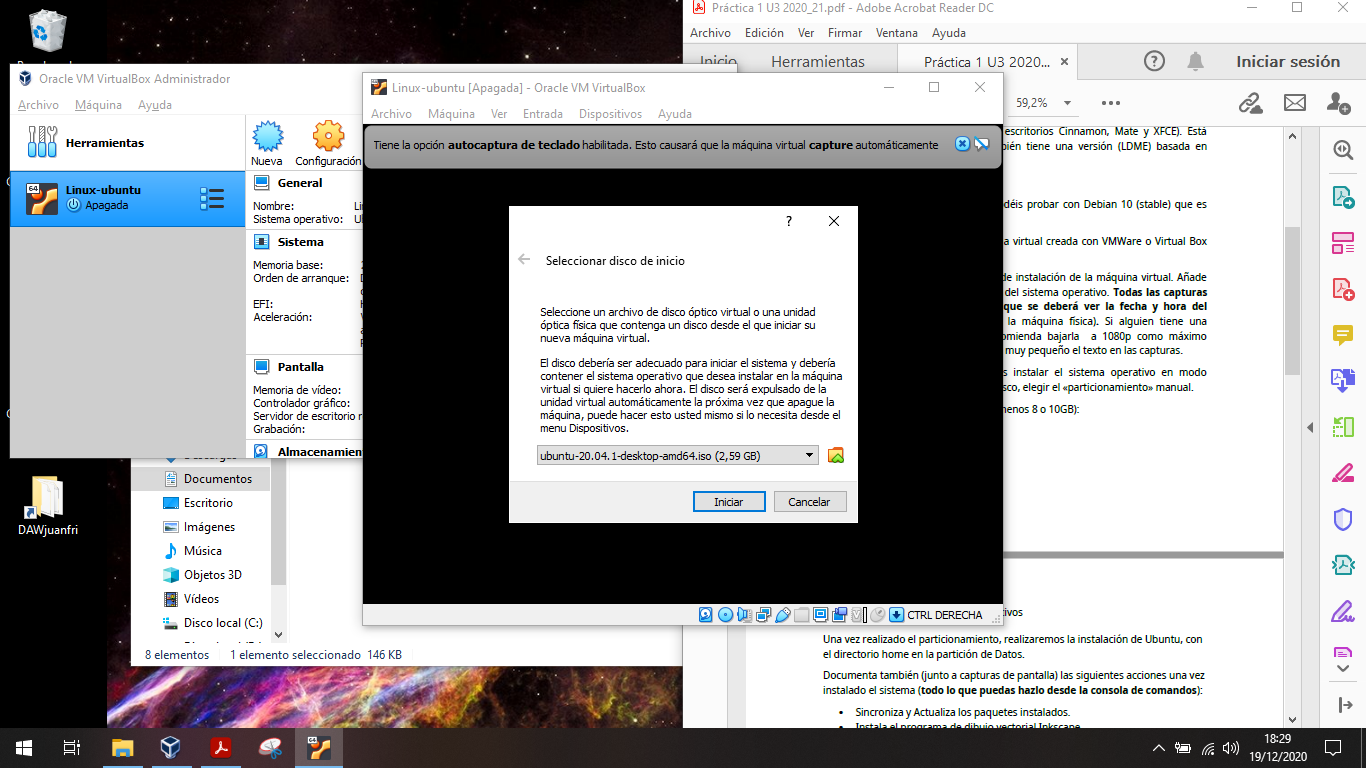 Práctica 1 U3 2020_21.pdf - Adobe Acrobat Reader DC
Archivo Edición Ver Firmar Ventana Ayuda
Inicio Herramientas Práctica 1 U3 2020... × Iniciar sesión
59,2%
Oracle VM VirtualBox Administrador
Archivo Máquina Ayuda
Herramientas
Nueva Configuración
64
Linux-ubuntu
Apagada
General
Nombre:
Sistema operativo:
Sistema
Memoria base:
Orden de arranque:
EFI:
Aceleración:
Pantalla
Memoria de vídeo:
Controlador gráfico:
Servidor de escritorio r
Grabación:
Almacenamien
Linux-ubuntu [Apagada] - Oracle VM VirtualBox
Archivo Máquina Ver Entrada Dispositivos Ayuda
Tiene la opción autocaptura de teclado habilitada. Esto causará que la máquina virtual capture automáticamente
?
Seleccionar disco de inicio
Seleccione un archivo de disco óptico virtual o una unidad
óptica física que contenga un disco desde el que iniciar su
nueva máquina virtual.
El disco debería ser adecuado para iniciar el sistema y debería
contener el sistema operativo que desea instalar en la máquina
virtual si quiere hacerlo ahora. El disco será expulsado de la
unidad virtual automáticamente la próxima vez que apague la
máquina, puede hacer esto usted mismo si lo necesita desde el
menu Dispositivos.
ubuntu-20.04.1-desktop-amd64.iso (2,59 GB)
Iniciar Cancelar
CTRL DERECHA
escritorios Cinnamon, Mate y XFCE). Está
bién tiene una versión (LDME) basada en
déis probar con Debian 10 (stable) que es
a virtual creada con VMWare o Virtual Box
de instalación de la máquina virtual. Añade
del sistema operativo. Todas las capturas
que se deberá ver la fecha y hora del
la máquina física). Si alguien tiene una
omienda bajarla a 1080p como máximo
muy pequeño el texto en las capturas.
s instalar el sistema operativo en modo
sco, elegir el «particionamiento» manual.
menos 8 o 10GB):
Una vez realizado el particionamiento, realizaremos la instalación de Ubuntu, con
el directorio home en la partición de Datos.
Documenta también (junto a capturas de pantalla) las siguientes acciones una vez
instalado el sistema (todo lo que puedas hazlo desde la consola de comandos):
• Sincroniza y Actualiza los paquetes instalados.
• Instala el programa de dibujo vectorial Inkscape
Documentos
Escritorio
Imágenes
Música
Objetos 3D
Vídeos
Disco local (C:)
8 elementos 1 elemento seleccionado 146 KB
DAWjuanfri
18:29
19/12/2020